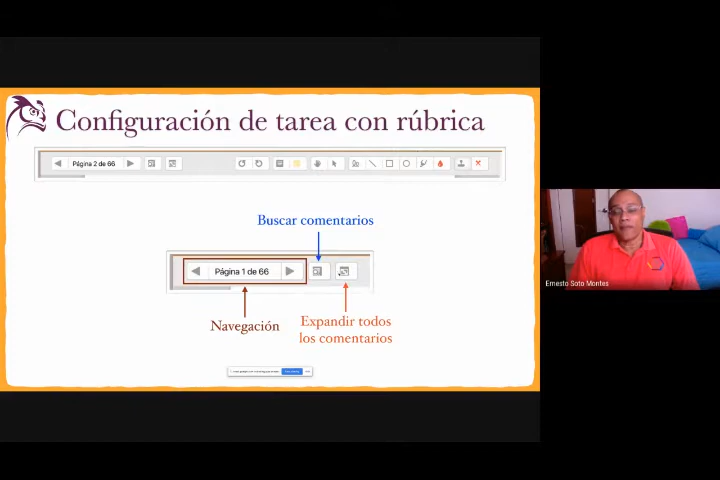 Configuración de tarea con rúbrica
Página 2 de 66
Buscar comentarios
Página 1 de 66
Navegación
Expandir todos
los comentarios
Ernesto Soto Montes